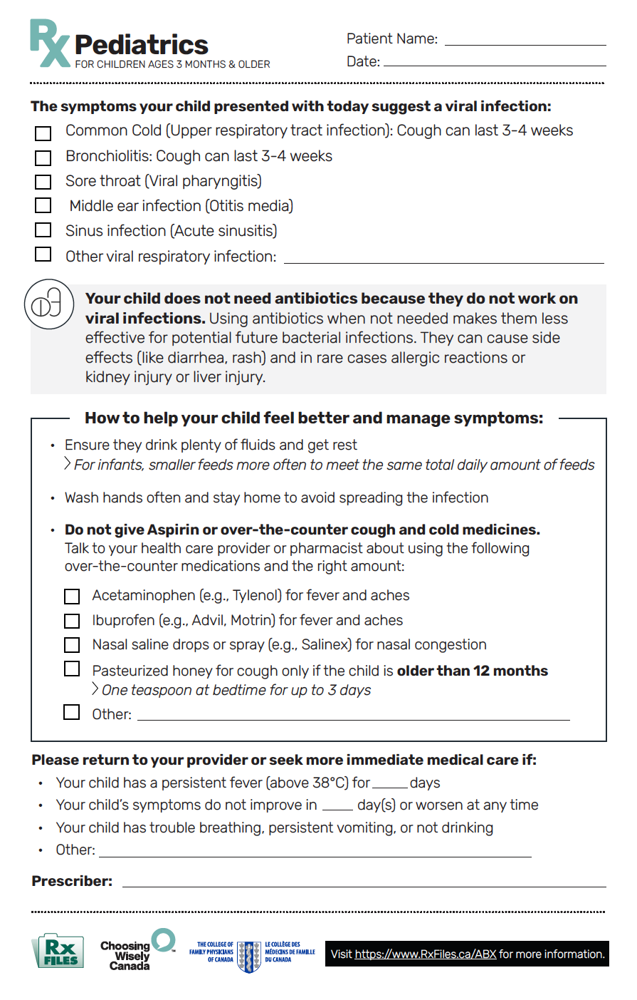 Rx Pediatrics
FOR CHILDREN AGES 3 MONTHS & OLDER
Patient Name:
Date:
The symptoms your child presented with today suggest a viral infection:
Common Cold (Upper respiratory tract infection): Cough can last 3-4 weeks
Bronchiolitis: Cough can last 3-4 weeks
Sore throat (Viral pharyngitis)
Middle ear infection (Otitis media)
Sinus infection (Acute sinusitis)
Other viral respiratory infection:
Your child does not need antibiotics because they do not work on
viral infections. Using antibiotics when not needed makes them less
effective for potential future bacterial infections. They can cause side
effects (like diarrhea, rash) and in rare cases allergic reactions or
kidney injury or liver injury.
How to help your child feel better and manage symptoms:
• Ensure they drink plenty of fluids and get rest
For infants, smaller feeds more often to meet the same total daily amount of feeds
• Wash hands often and stay home to avoid spreading the infection
• Do not give Aspirin or over-the-counter cough and cold medicines.
Talk to your health care provider or pharmacist about using the following
over-the-counter medications and the right amount:
Acetaminophen (e.g., Tylenol) for fever and aches
Ibuprofen (e.g., Advil, Motrin) for fever and aches
Nasal saline drops or spray (e.g., Salinex) for nasal congestion
Pasteurized honey for cough only if the child is older than 12 months
One teaspoon at bedtime for up to 3 days
Other:
Please return to your provider or seek more immediate medical care if:
• Your child has a persistent fever (above 38°C) for ____ days
• Your child's symptoms do not improve in ____ day(s) or worsen at any time
• Your child has trouble breathing, persistent vomiting, or not drinking
• Other:
Prescriber:
Rx
FILES
Choosing
Wisely
Canada
TM
THE COLLEGE OF
FAMILY PHYSICIANS
OF CANADA
LE COLLÈGE DES
MÉDECINS DE FAMILLE
DU CANADA
Visit https://www.RxFiles.ca/ABX for more information.